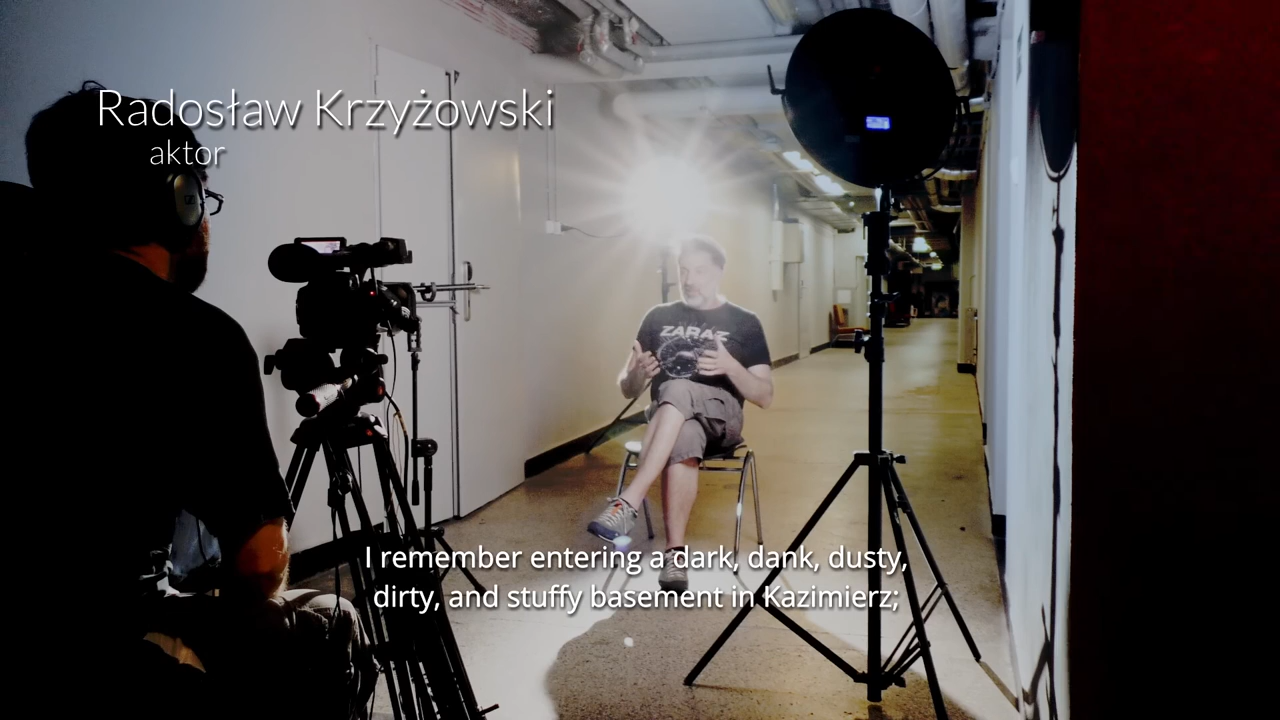 Radosław Krzyżowski
aktor
ZARAZ
I remember entering a dark, dank, dusty,
dirty, and stuffy basement in Kazimierz;